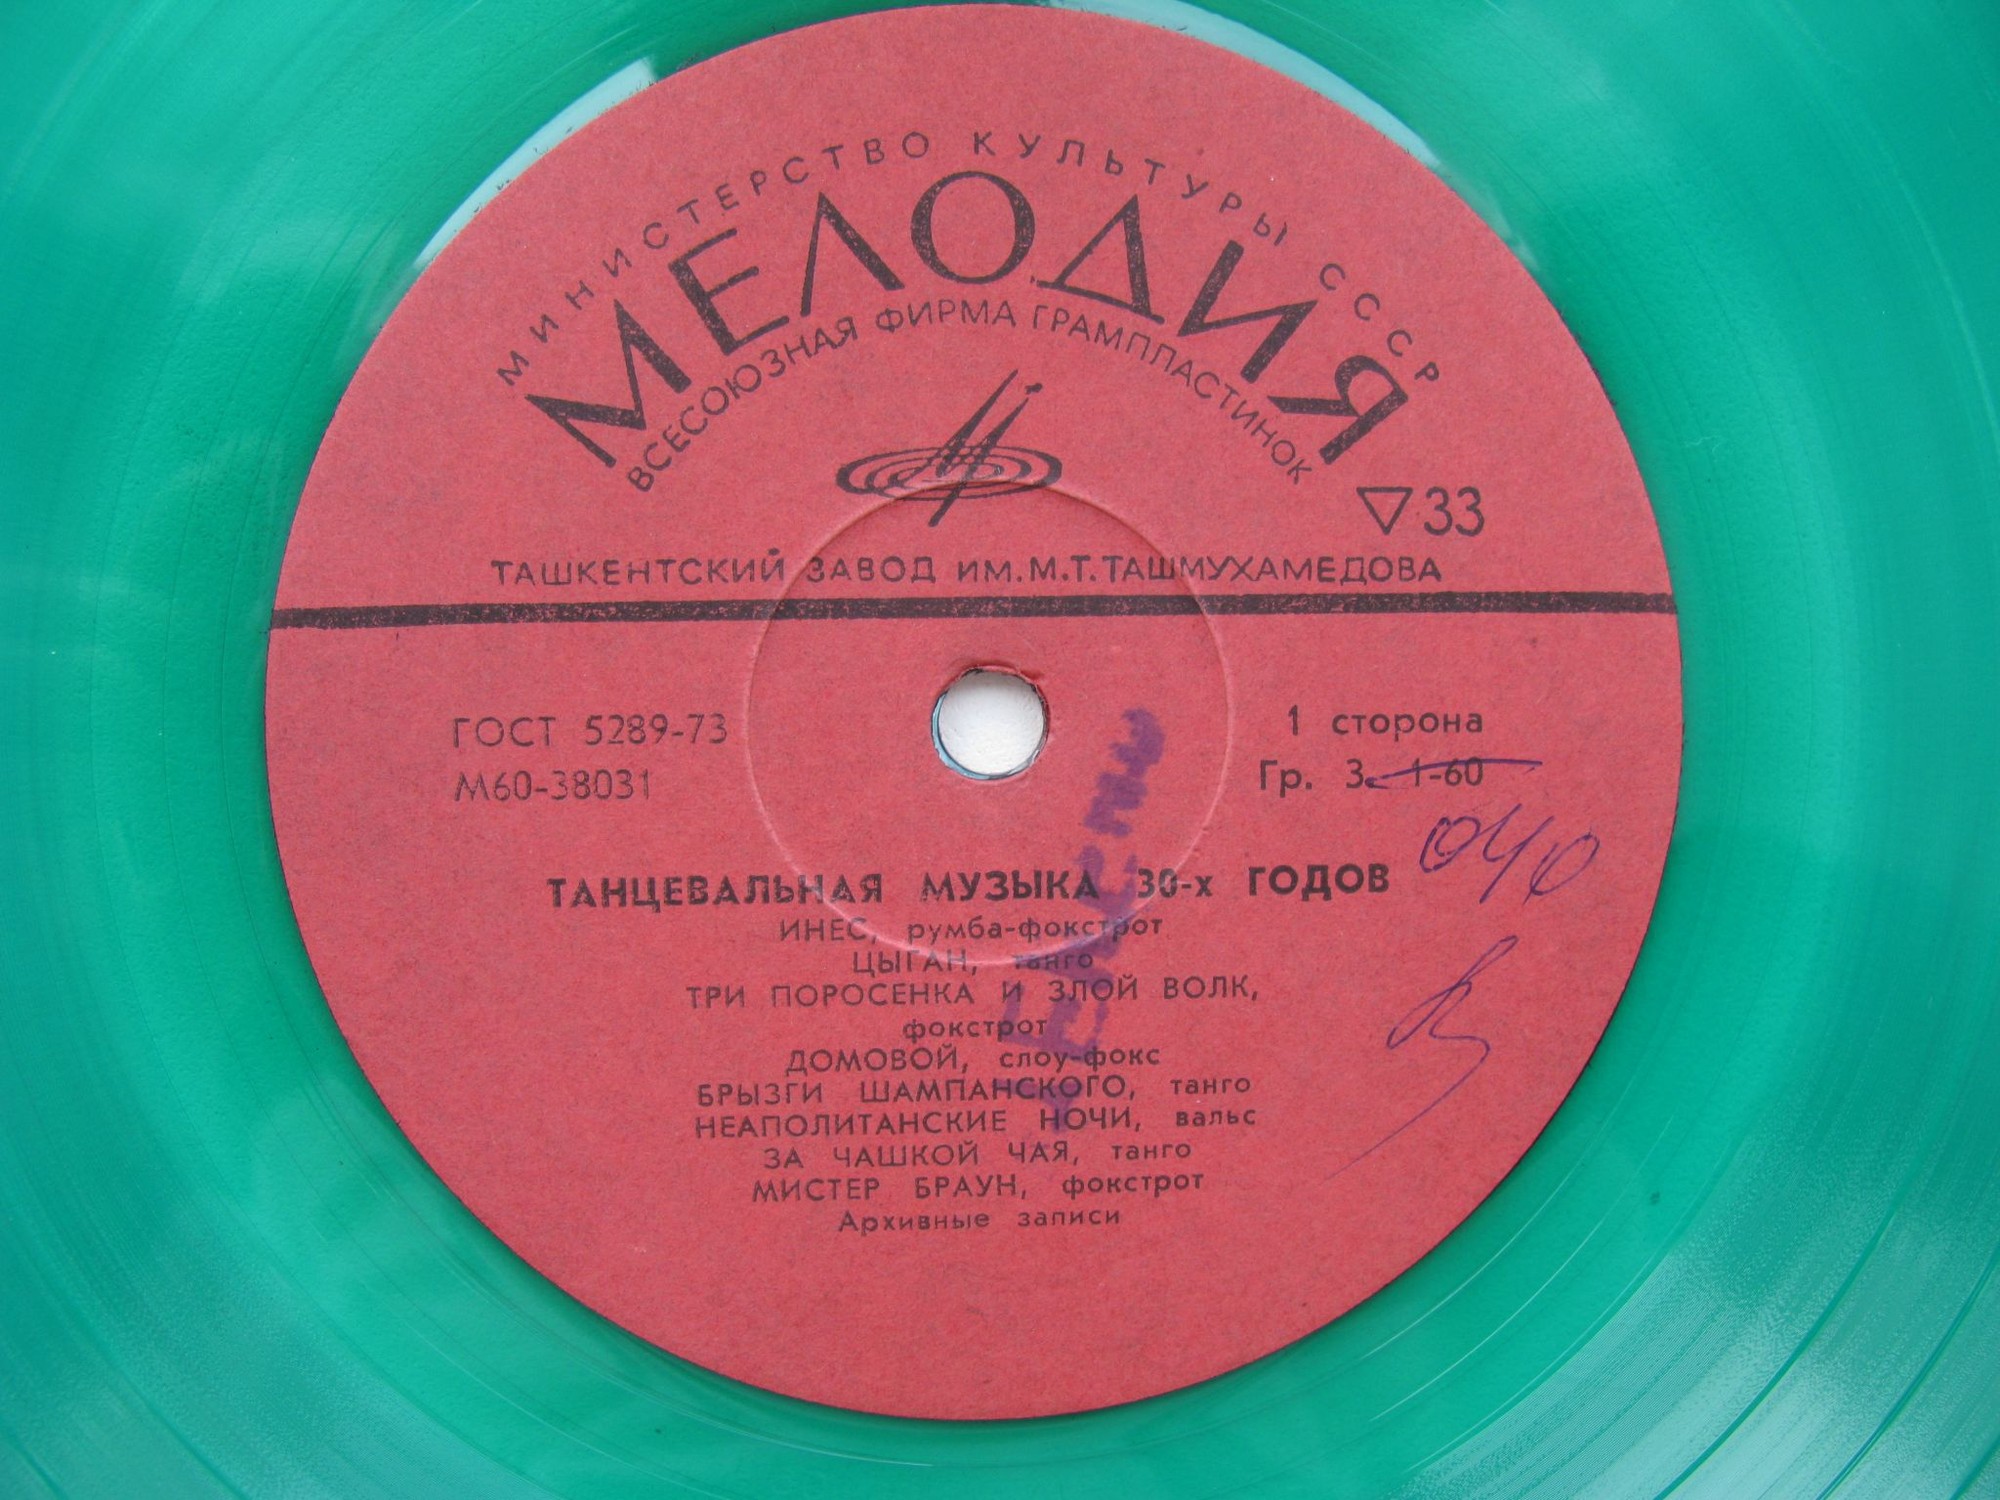 МИНИСТЕРСТВО КУЛЬТУРЫ СССР
МЕЛОДИЯ
ВСЕСОЮЗНАЯ ФИРМА ГРАМПЛАСТИНОК
33
ТАШКЕНТСКИЙ ЗАВОД ИМ. М.Т. ТАШМУХАМЕДОВА
ГОСТ 5289-73
М60-38031
1 сторона
Гр. 3. 1-60
ТАНЦЕВАЛЬНАЯ МУЗЫКА 30-х ГОДОВ
ИНЕС, румба-фокстрот
ЦЫГАН, танго
ТРИ ПОРОСЕНКА И ЗЛОЙ ВОЛК,
фокстрот
ДОМОВОЙ, слоу-фокс
БРЫЗГИ ШАМПАНСКОГО, танго
НЕАПОЛИТАНСКИЕ НОЧИ, вальс
ЗА ЧАШКОЙ ЧАЯ, танго
МИСТЕР БРАУН, фокстрот
Архивные записи